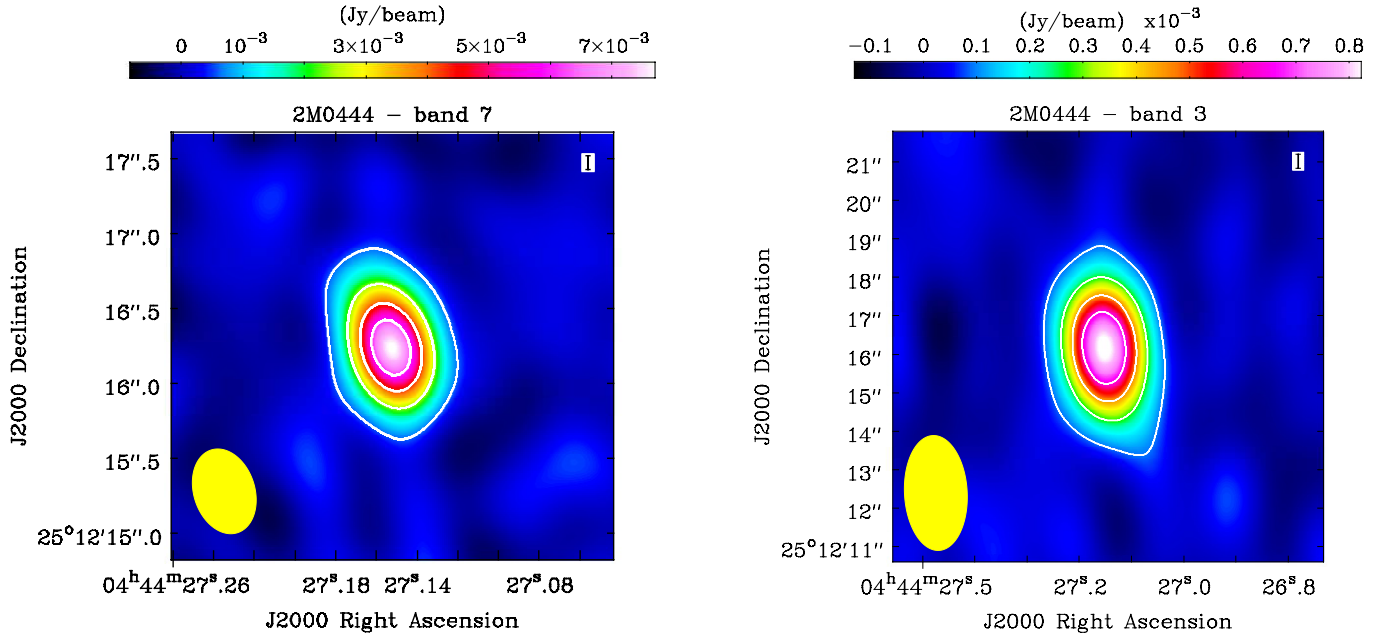 (Jy/beam)
0 10⁻³ 3×10⁻³ 5×10⁻³ 7×10⁻³
2M0444 – band 7
I
17".5
17".0
16".5
16".0
15".5
25°12'15".0
04ʰ44ᵐ27ˢ.26 27ˢ.18 27ˢ.14 27ˢ.08
J2000 Right Ascension
J2000 Declination
(Jy/beam) x10⁻³
−0.1 0 0.1 0.2 0.3 0.4 0.5 0.6 0.7 0.8
2M0444 – band 3
I
21"
20"
19"
18"
17"
16"
15"
14"
13"
12"
25°12'11"
04ʰ44ᵐ27ˢ.5 27ˢ.2 27ˢ.0 26ˢ.8
J2000 Right Ascension
J2000 Declination